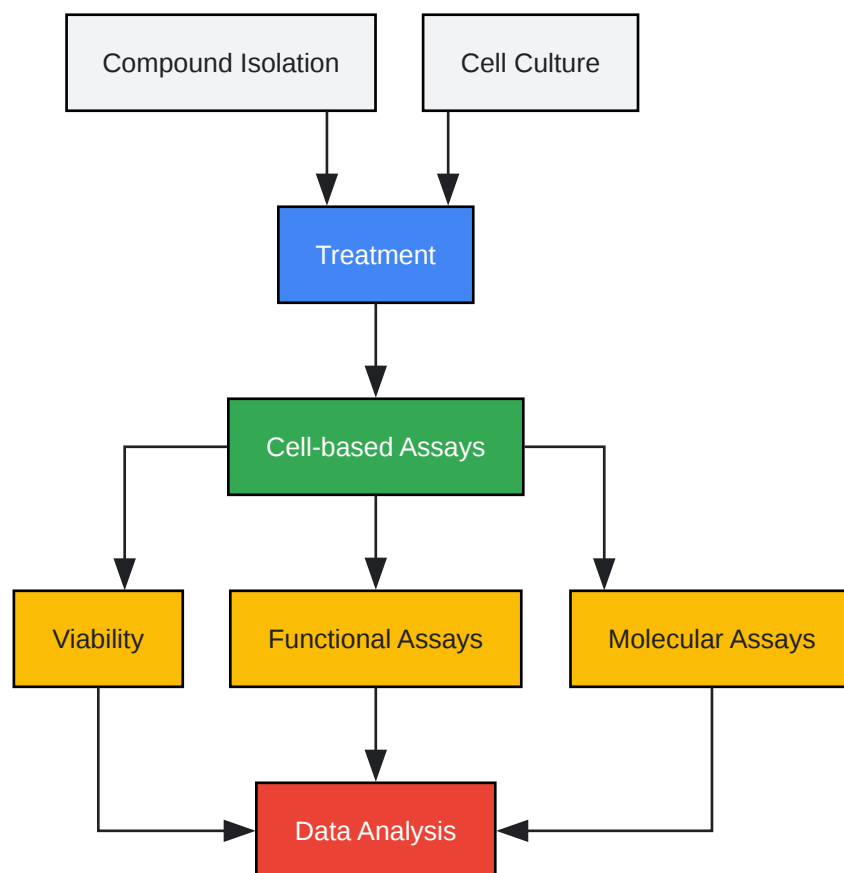 Compound Isolation
Cell Culture
Treatment
Cell-based Assays
Viability
Functional Assays
Molecular Assays
Data Analysis